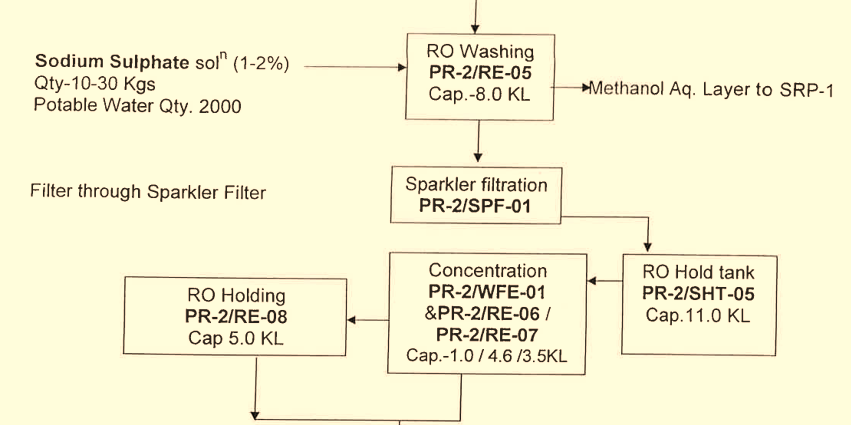 Sodium Sulphate solⁿ (1-2%)
Qty-10-30 Kgs
Potable Water Qty. 2000
RO Washing
PR-2/RE-05
Cap.-8.0 KL
Methanol Aq. Layer to SRP-1
Filter through Sparkler Filter
Sparkler filtration
PR-2/SPF-01
RO Hold tank
PR-2/SHT-05
Cap.11.0 KL
Concentration
PR-2/WFE-01
&PR-2/RE-06 /
PR-2/RE-07
Cap.-1.0 / 4.6 /3.5KL
RO Holding
PR-2/RE-08
Cap 5.0 KL